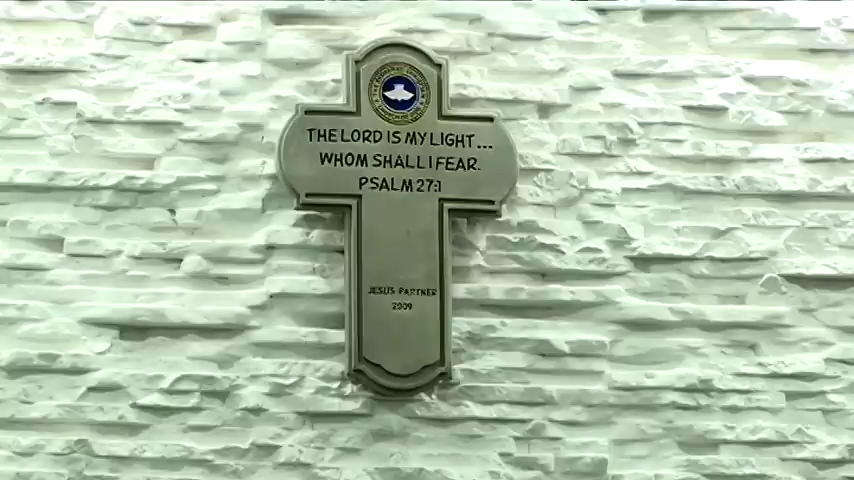 THE LORD IS MY LIGHT...
WHOM SHALL I FEAR.
PSALM 27:1
JESUS PARTNER
2009